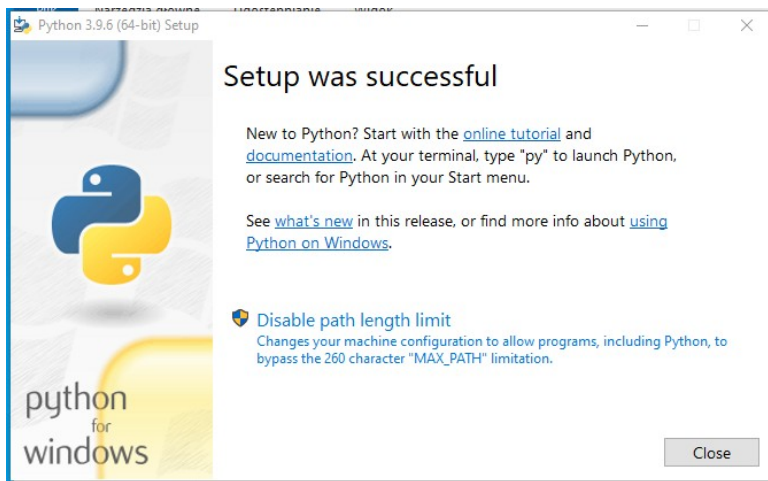 Python 3.9.6 (64-bit) Setup
Setup was successful
New to Python? Start with the online tutorial and
documentation. At your terminal, type "py" to launch Python,
or search for Python in your Start menu.
See what's new in this release, or find more info about using
Python on Windows.
Disable path length limit
Changes your machine configuration to allow programs, including Python, to
bypass the 260 character "MAX_PATH" limitation.
python
for
windows
Close